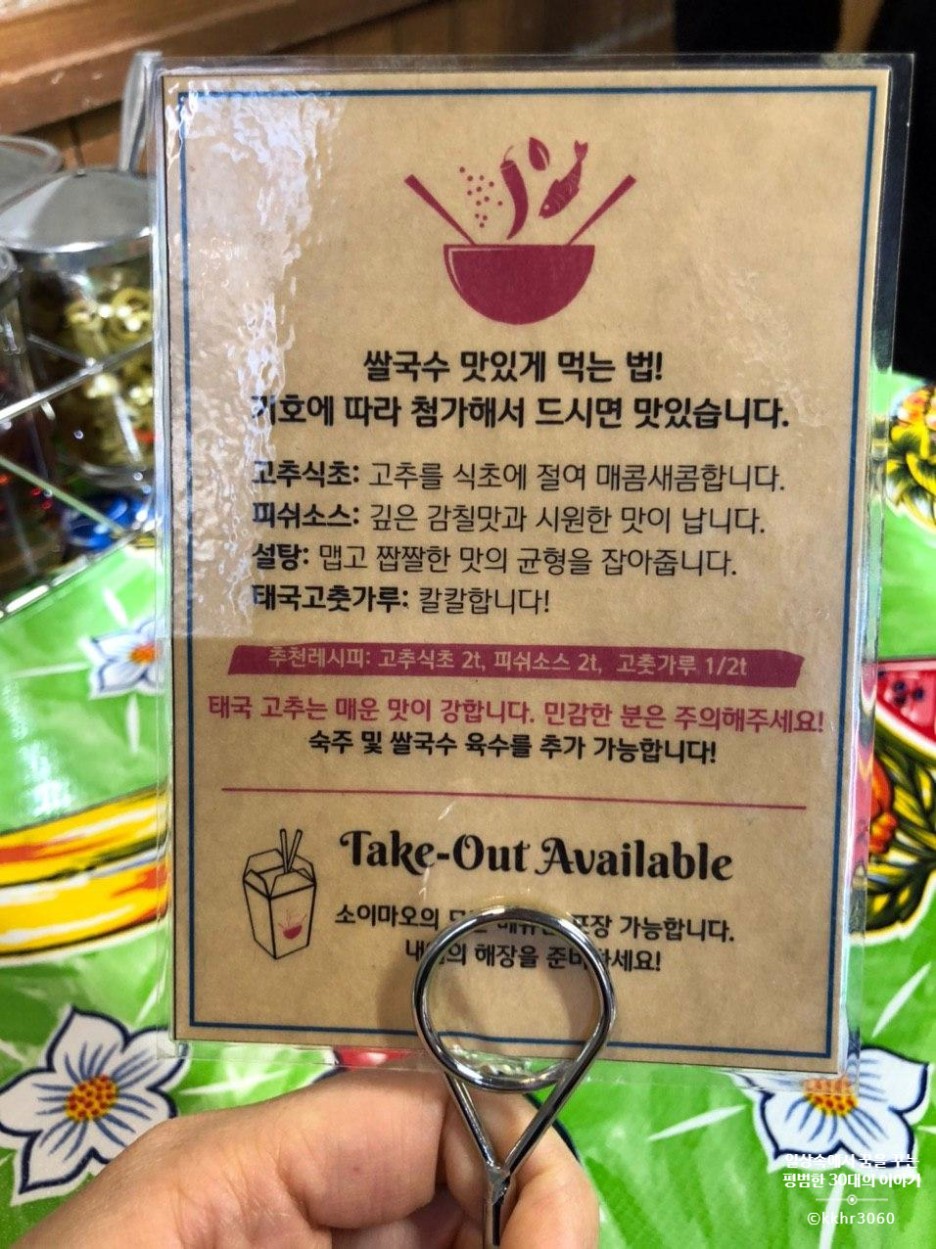 쌀국수 맛있게 먹는 법!
기호에 따라 첨가해서 드시면 맛있습니다.
고추식초: 고추를 식초에 절여 매콤새콤합니다.
피쉬소스: 깊은 감칠맛과 시원한 맛이 납니다.
설탕: 맵고 짭짤한 맛의 균형을 잡아줍니다.
태국고춧가루: 칼칼합니다!
추천레시피: 고추식초 2t, 피쉬소스 2t, 고춧가루 1/2t
태국 고추는 매운 맛이 강합니다. 민감한 분은 주의해주세요!
숙주 및 쌀국수 육수를 추가 가능합니다!
Take-Out Available
소이마오의 포장 가능합니다.
해장을 준비하세요!
일상속에서 꿈을 꾸는
평범한 30대의 이야기
©kkhr3060